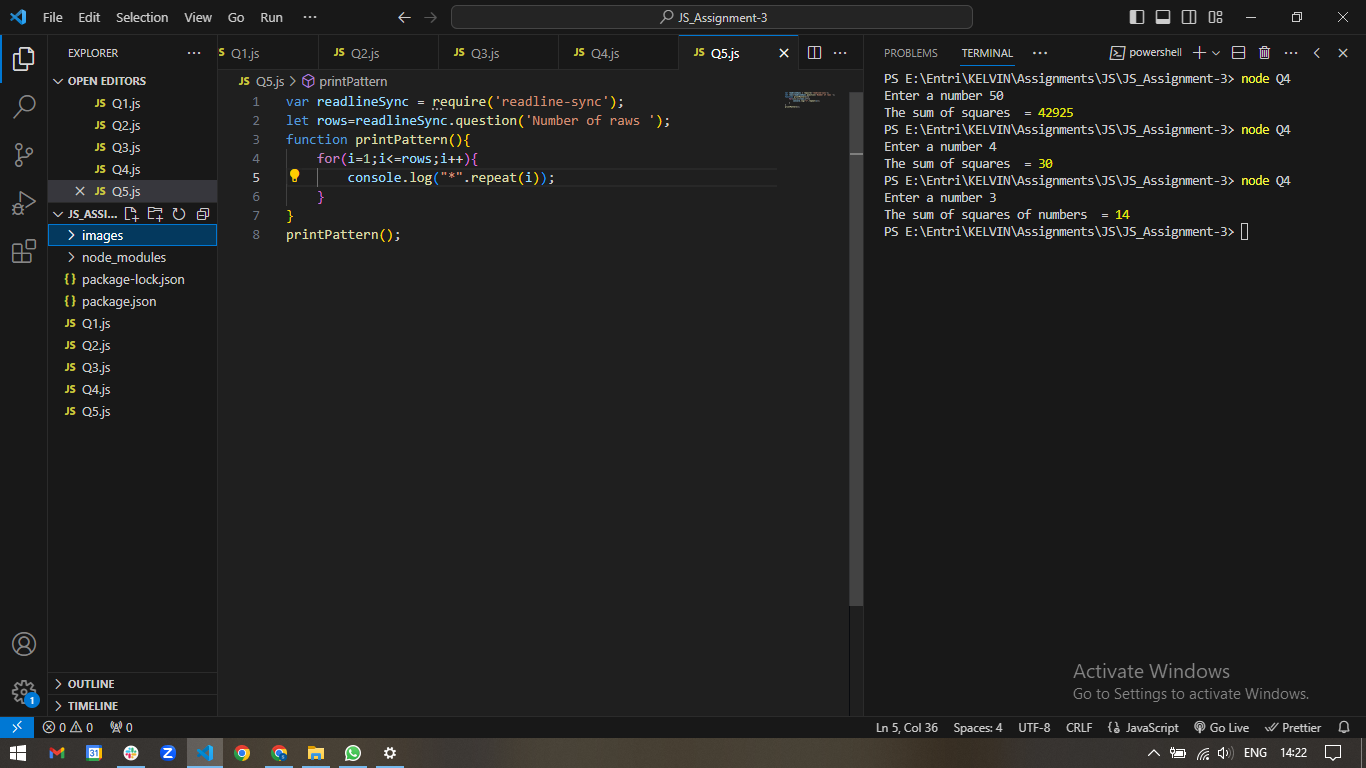 File Edit Selection View Go Run ··· JS_Assignment-3
EXPLORER ···
OPEN EDITORS
JS Q1.js
JS Q2.js
JS Q3.js
JS Q4.js
JS Q5.js
JS_ASSI...
images
node_modules
{} package-lock.json
{} package.json
JS Q1.js
JS Q2.js
JS Q3.js
JS Q4.js
JS Q5.js
OUTLINE
TIMELINE
S Q1.js JS Q2.js JS Q3.js JS Q4.js JS Q5.js ···
JS Q5.js > printPattern
1 var readlineSync = require('readline-sync');
2 let rows=readlineSync.question('Number of raws ');
3 function printPattern(){
4 for(i=1;i<=rows;i++){
5 console.log("*".repeat(i));
6 }
7 }
8 printPattern();
PROBLEMS TERMINAL ··· powershell ···
PS E:\Entri\KELVIN\Assignments\JS\JS_Assignment-3> node Q4
Enter a number 50
The sum of squares  = 42925
PS E:\Entri\KELVIN\Assignments\JS\JS_Assignment-3> node Q4
Enter a number 4
The sum of squares  = 30
PS E:\Entri\KELVIN\Assignments\JS\JS_Assignment-3> node Q4
Enter a number 3
The sum of squares of numbers  = 14
PS E:\Entri\KELVIN\Assignments\JS\JS_Assignment-3>
Activate Windows
Go to Settings to activate Windows.
1
0 0 0 Ln 5, Col 36 Spaces: 4 UTF-8 CRLF {} JavaScript Go Live Prettier
31 Z ENG 14:22